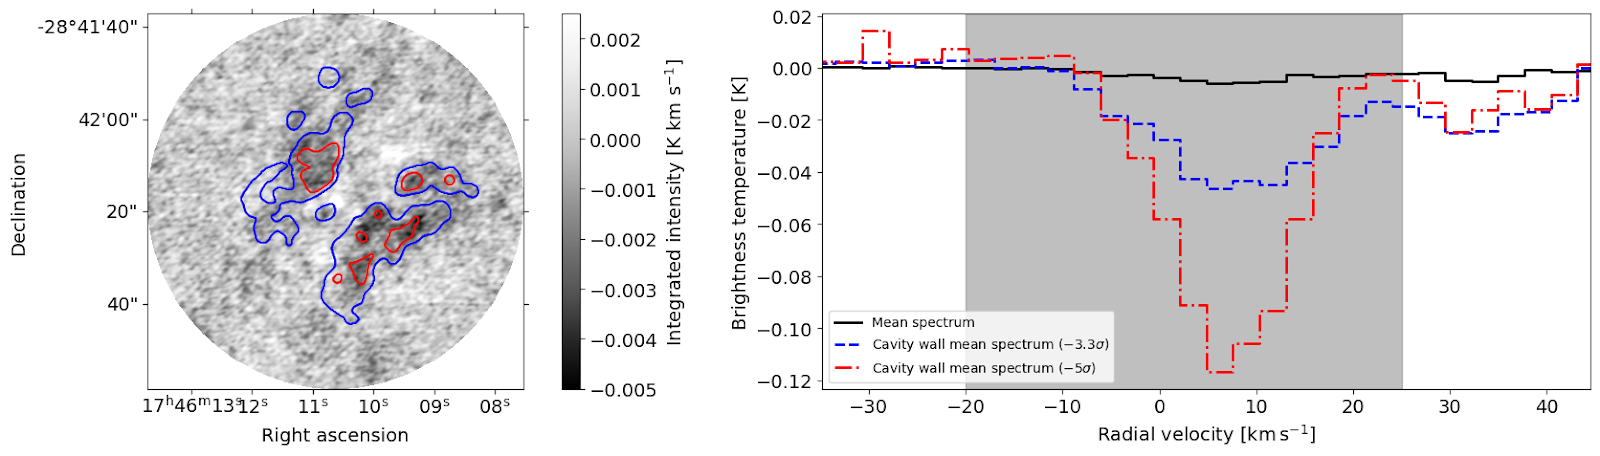 -28°41'40"
42'00"
20"
40"
Declination
17ʰ46ᵐ13ˢ
12ˢ
11ˢ
10ˢ
09ˢ
08ˢ
Right ascension
0.002
0.001
0.000
−0.001
−0.002
−0.003
−0.004
−0.005
Integrated intensity [K km s⁻¹]
0.02
0.00
−0.02
−0.04
−0.06
−0.08
−0.10
−0.12
Brightness temperature [K]
Mean spectrum
Cavity wall mean spectrum (−3.3σ)
Cavity wall mean spectrum (−5σ)
−30
−20
−10
0
10
20
30
40
Radial velocity [km s⁻¹]